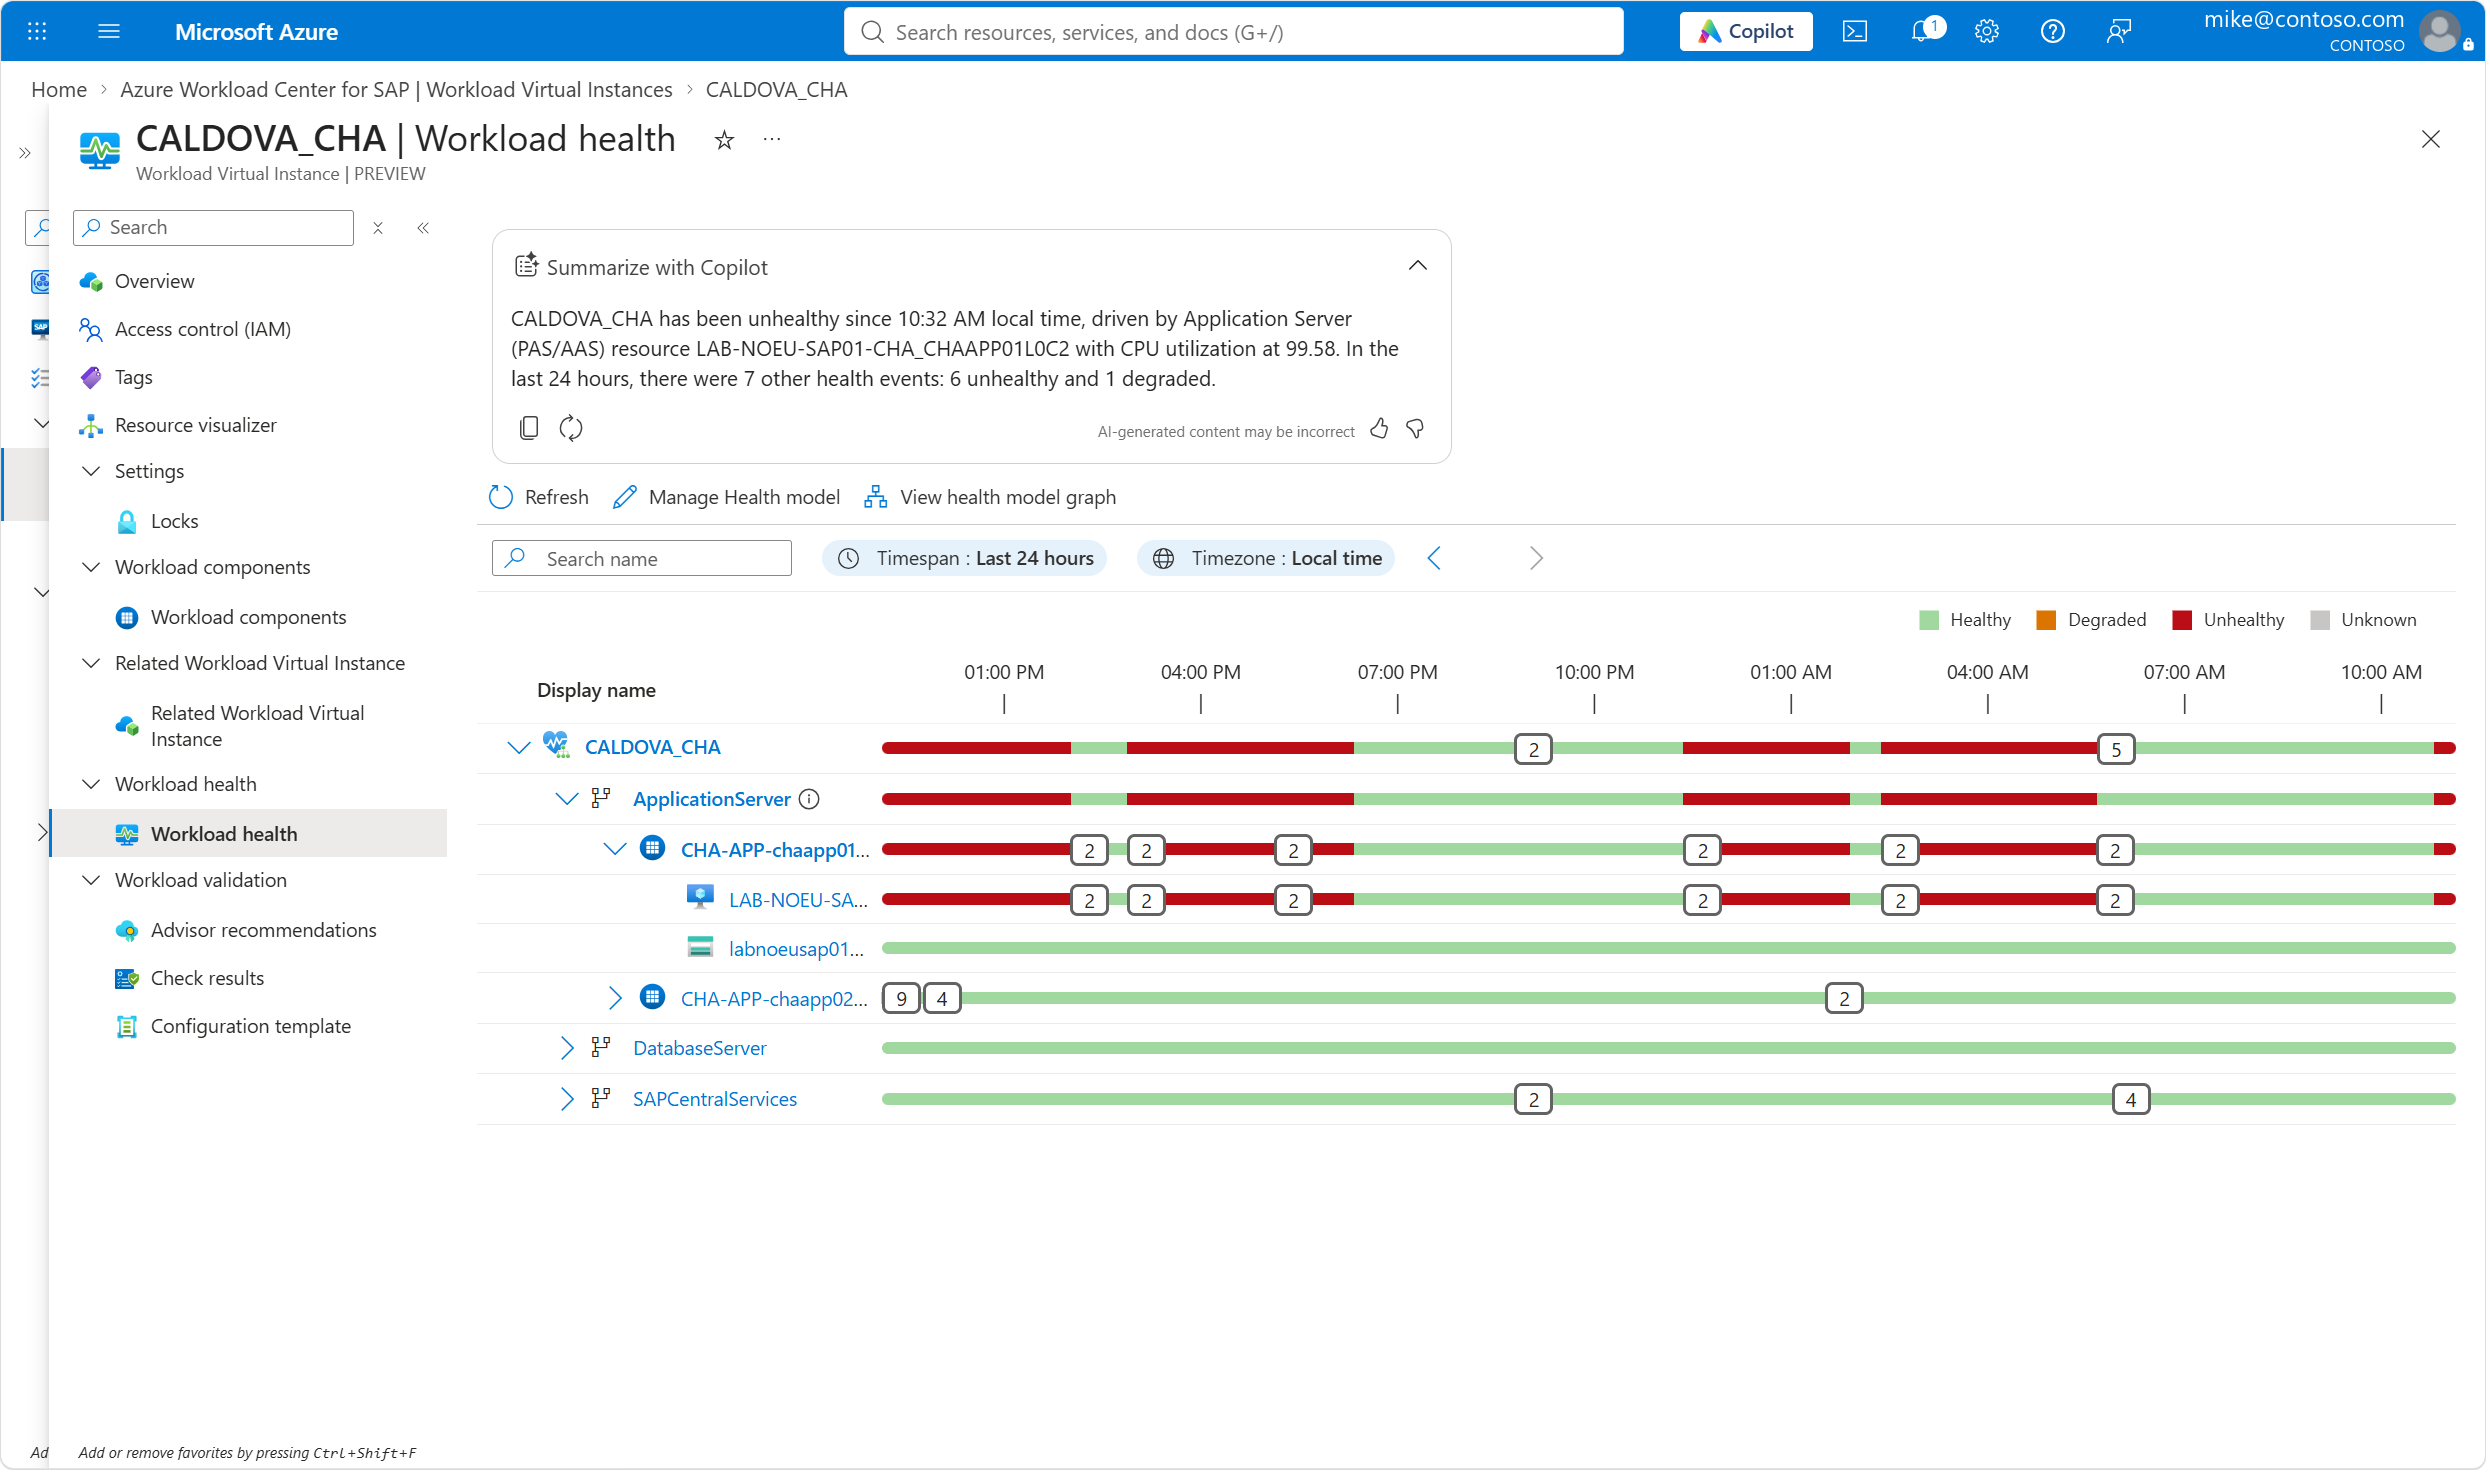 Microsoft Azure
Search resources, services, and docs (G+/)
Copilot
1
mike@contoso.com
CONTOSO
Home > Azure Workload Center for SAP | Workload Virtual Instances > CALDOVA_CHA
CALDOVA_CHA | Workload health
Workload Virtual Instance | PREVIEW
Search
Overview
Access control (IAM)
Tags
Resource visualizer
Settings
Locks
Workload components
Workload components
Related Workload Virtual Instance
Related Workload Virtual
Instance
Workload health
Workload health
Workload validation
Advisor recommendations
Check results
Configuration template
SAP
Ad
Add or remove favorites by pressing Ctrl+Shift+F
Summarize with Copilot
CALDOVA_CHA has been unhealthy since 10:32 AM local time, driven by Application Server
(PAS/AAS) resource LAB-NOEU-SAP01-CHA_CHAAPP01L0C2 with CPU utilization at 99.58. In the
last 24 hours, there were 7 other health events: 6 unhealthy and 1 degraded.
AI-generated content may be incorrect
Refresh
Manage Health model
View health model graph
Search name
Timespan : Last 24 hours
Timezone : Local time
Healthy
Degraded
Unhealthy
Unknown
Display name
01:00 PM
04:00 PM
07:00 PM
10:00 PM
01:00 AM
04:00 AM
07:00 AM
10:00 AM
CALDOVA_CHA
2
5
ApplicationServer
CHA-APP-chaapp01...
2
2
2
2
2
2
LAB-NOEU-SA...
2
2
2
2
2
2
labnoeusap01...
CHA-APP-chaapp02...
9
4
2
DatabaseServer
SAPCentralServices
2
4